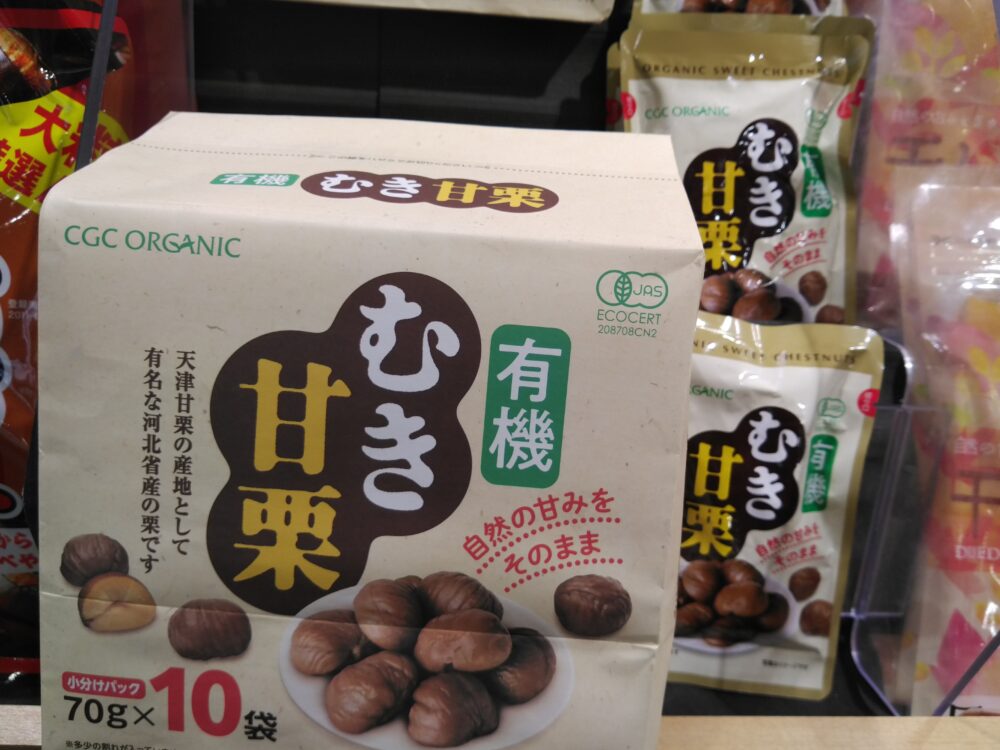 有機 むき甘栗
CGC ORGANIC
JAS
ECOCERT
208708CN2
有機
むき
甘栗
天津甘栗の産地として
有名な河北省産の栗です
自然の甘みを
そのまま
小分けパック
70g×10袋
ORGANIC SWEET CHESTNUTS
CGC ORGANIC
有機
むき
甘栗
自然の甘みを
そのまま
SWEET CHESTNUTS
有機
むき
甘栗
自然の甘みを
そのまま